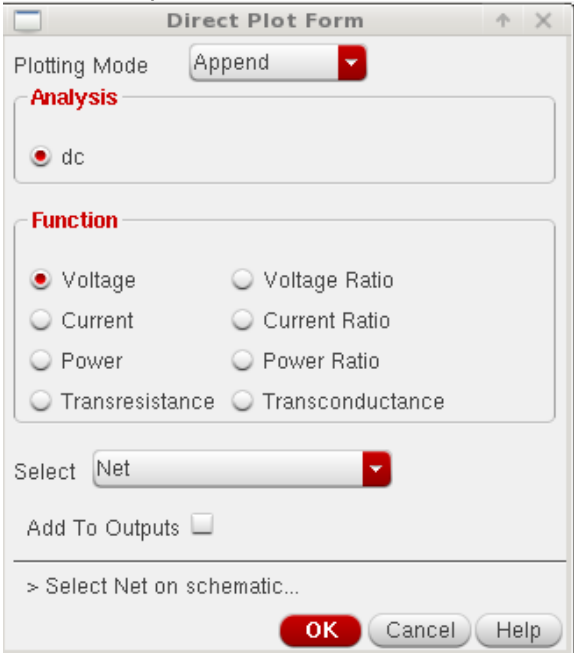 Direct Plot Form
Plotting Mode Append
Analysis
dc
Function
Voltage Voltage Ratio
Current Current Ratio
Power Power Ratio
Transresistance Transconductance
Select Net
Add To Outputs
> Select Net on schematic...
OK Cancel Help